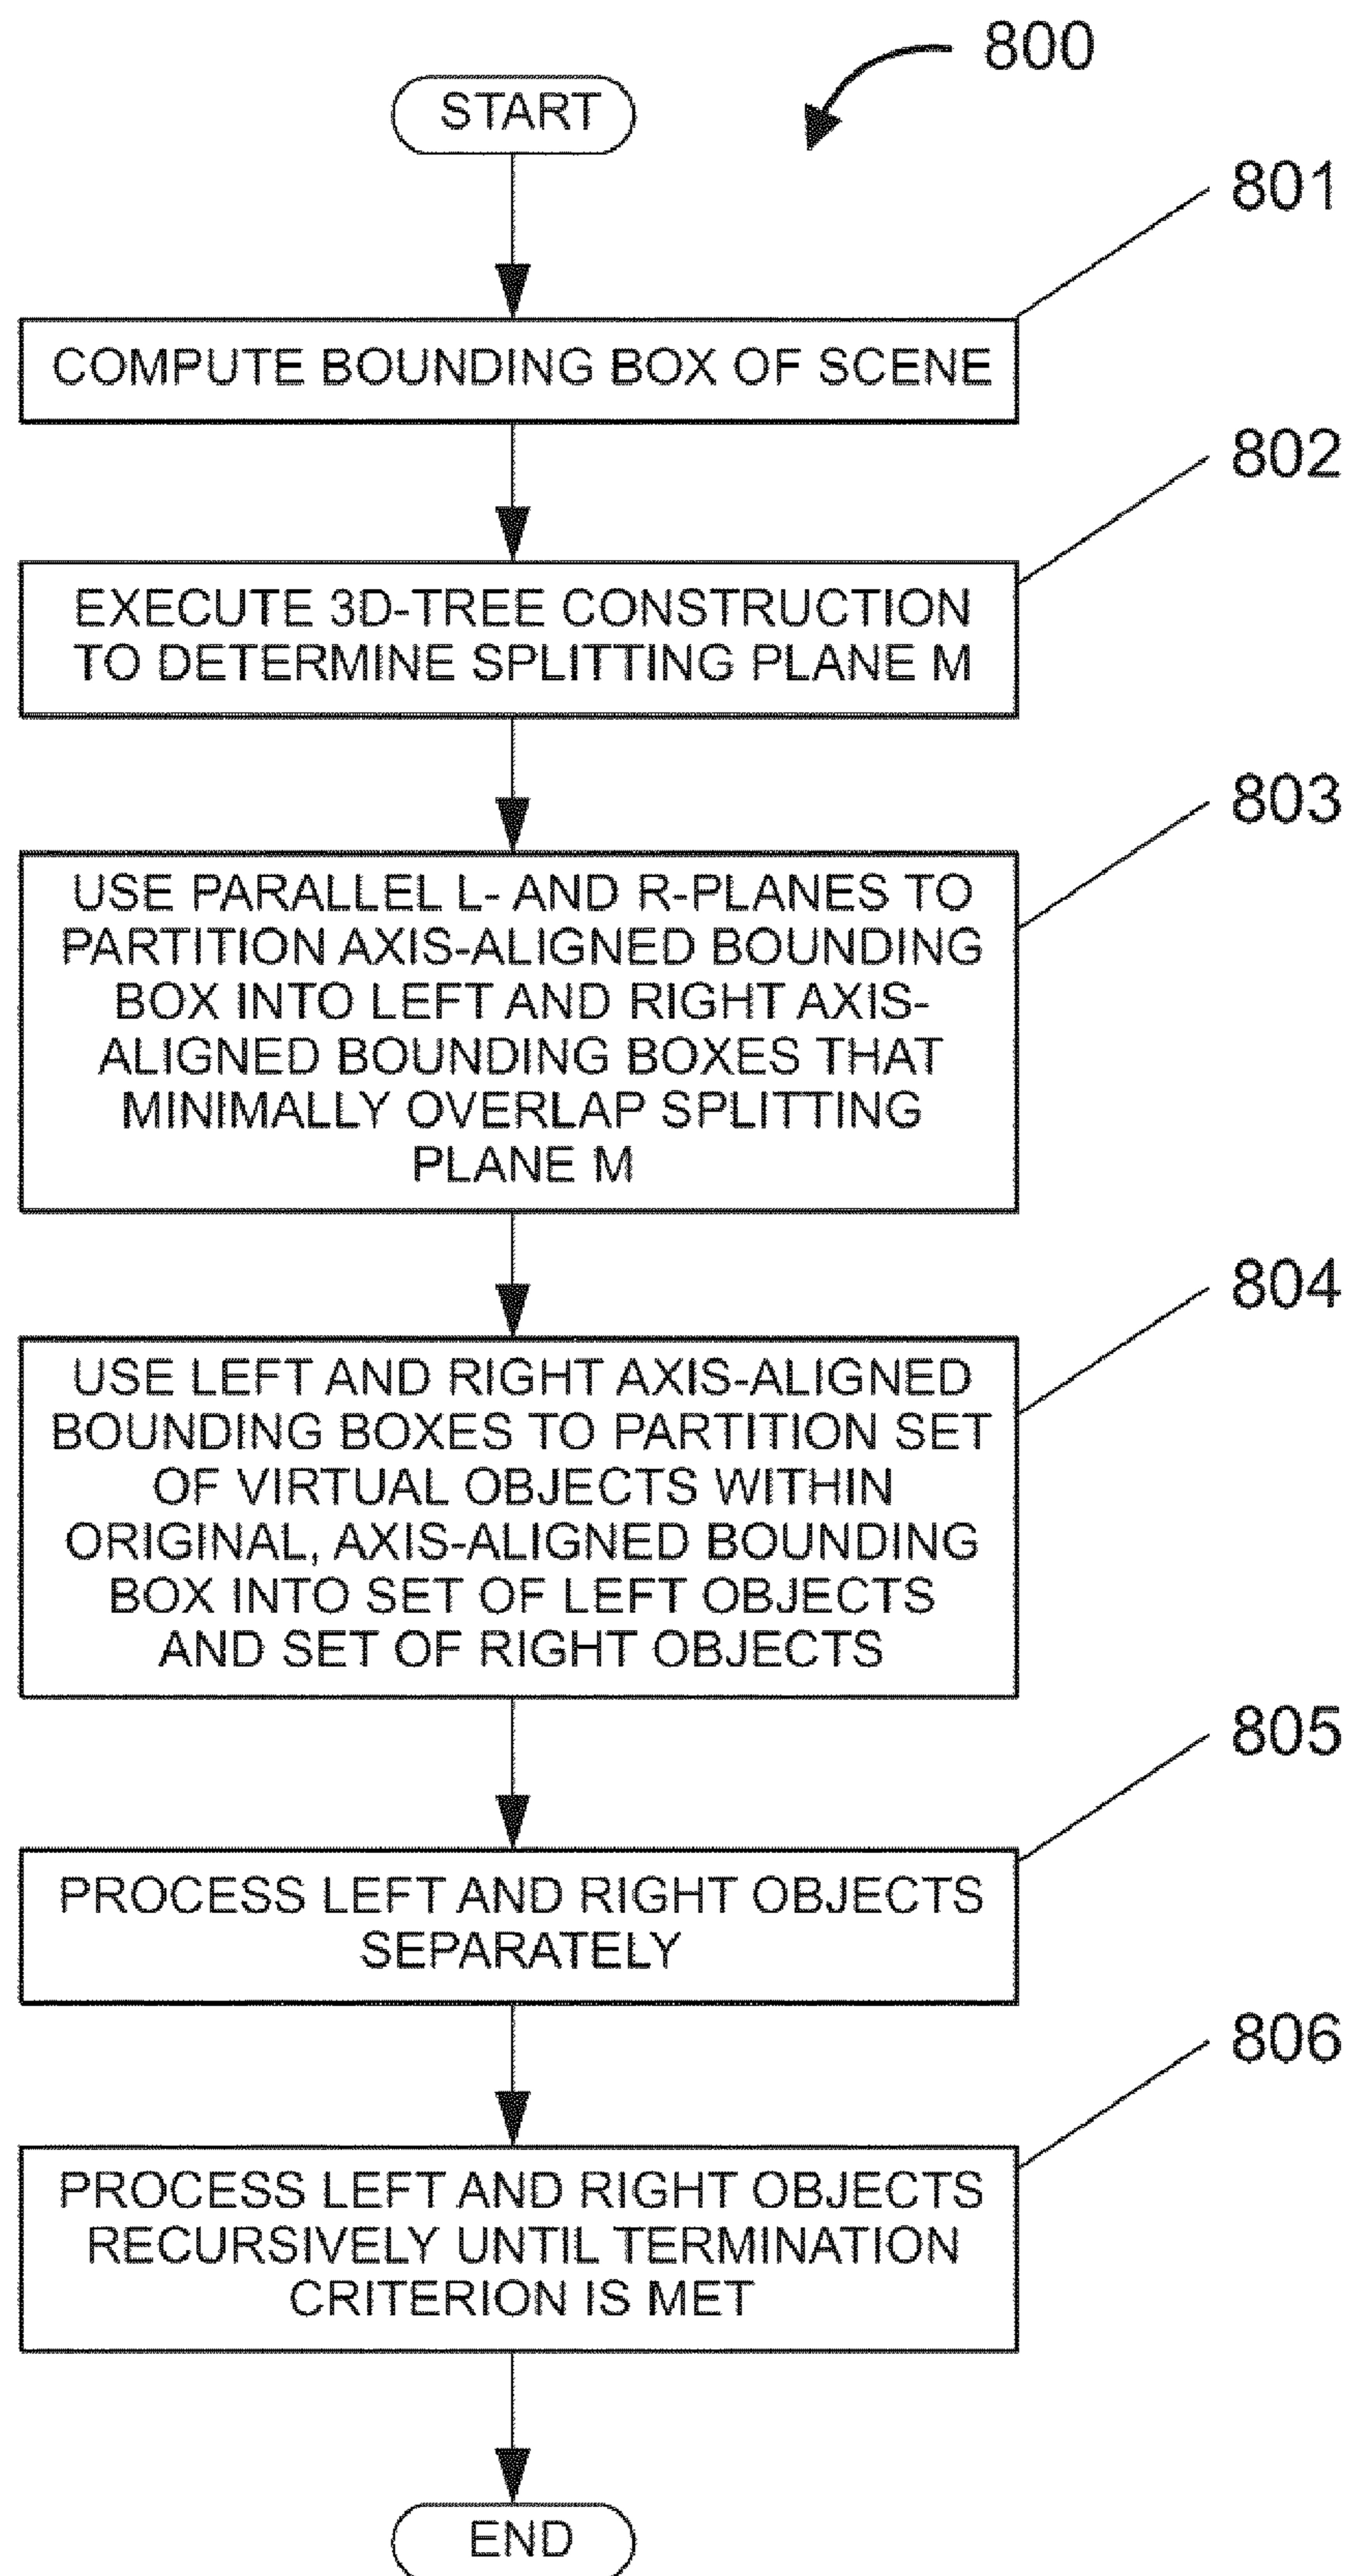 800
START
801
COMPUTE BOUNDING BOX OF SCENE
802
EXECUTE 3D-TREE CONSTRUCTION
TO DETERMINE SPLITTING PLANE M
803
USE PARALLEL L- AND R-PLANES TO
PARTITION AXIS-ALIGNED BOUNDING
BOX INTO LEFT AND RIGHT AXIS-
ALIGNED BOUNDING BOXES THAT
MINIMALLY OVERLAP SPLITTING
PLANE M
804
USE LEFT AND RIGHT AXIS-ALIGNED
BOUNDING BOXES TO PARTITION SET
OF VIRTUAL OBJECTS WITHIN
ORIGINAL, AXIS-ALIGNED BOUNDING
BOX INTO SET OF LEFT OBJECTS
AND SET OF RIGHT OBJECTS
805
PROCESS LEFT AND RIGHT OBJECTS
SEPARATELY
806
PROCESS LEFT AND RIGHT OBJECTS
RECURSIVELY UNTIL TERMINATION
CRITERION IS MET
END